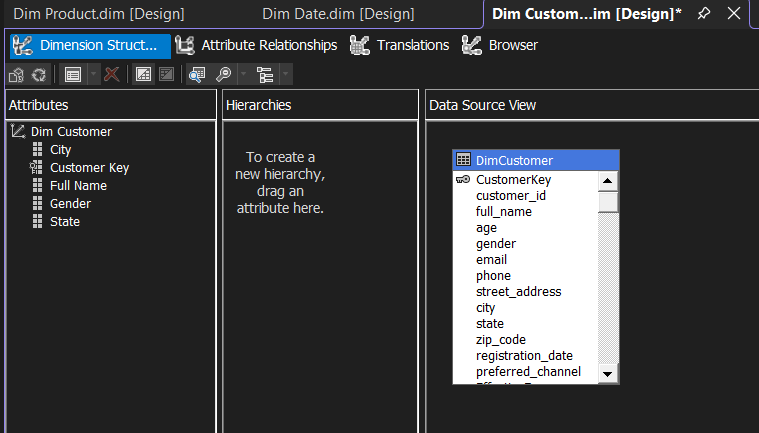 Dim Product.dim [Design]
Dim Date.dim [Design]
Dim Custom...im [Design]*
Dimension Struct...
Attribute Relationships
Translations
Browser
Attributes
Hierarchies
Data Source View
Dim Customer
City
Customer Key
Full Name
Gender
State
To create a
new hierarchy,
drag an
attribute here.
DimCustomer
CustomerKey
customer_id
full_name
age
gender
email
phone
street_address
city
state
zip_code
registration_date
preferred_channel